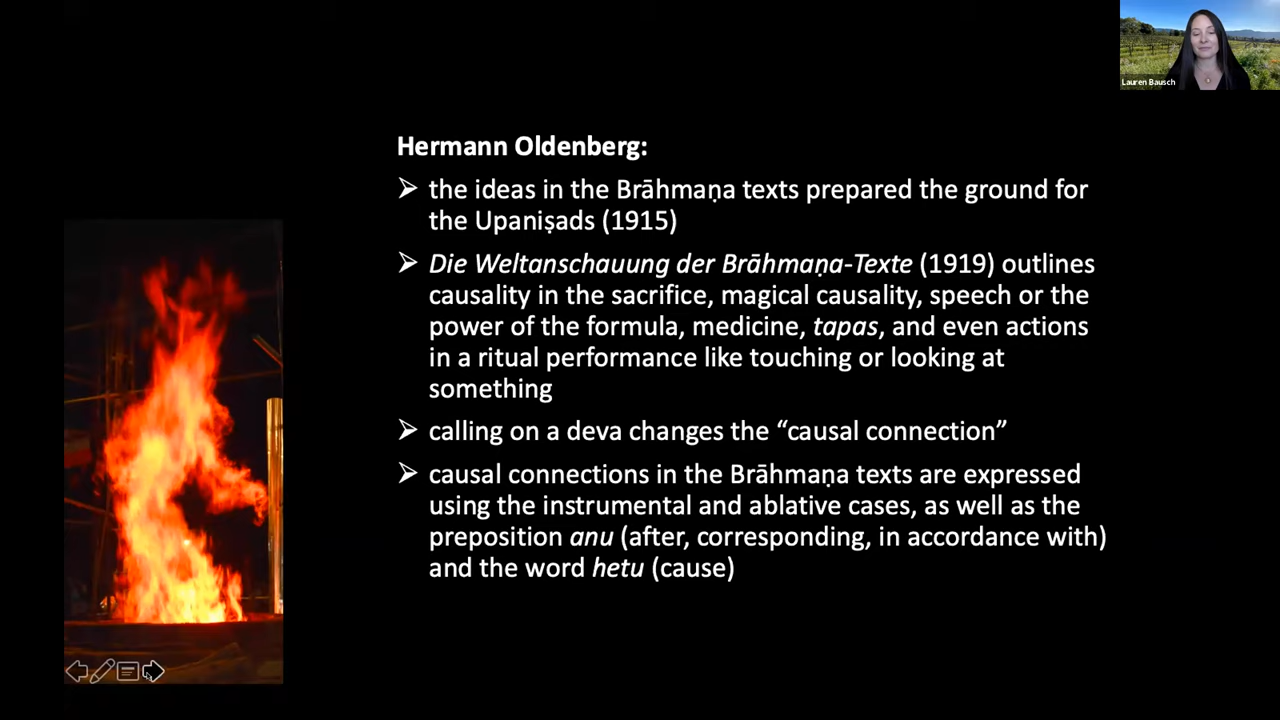 Lauren Bausch
Hermann Oldenberg:
➢ the ideas in the Brāhmaṇa texts prepared the ground for
the Upaniṣads (1915)
➢ Die Weltanschauung der Brāhmaṇa-Texte (1919) outlines
causality in the sacrifice, magical causality, speech or the
power of the formula, medicine, tapas, and even actions
in a ritual performance like touching or looking at
something
➢ calling on a deva changes the “causal connection”
➢ causal connections in the Brāhmaṇa texts are expressed
using the instrumental and ablative cases, as well as the
preposition anu (after, corresponding, in accordance with)
and the word hetu (cause)